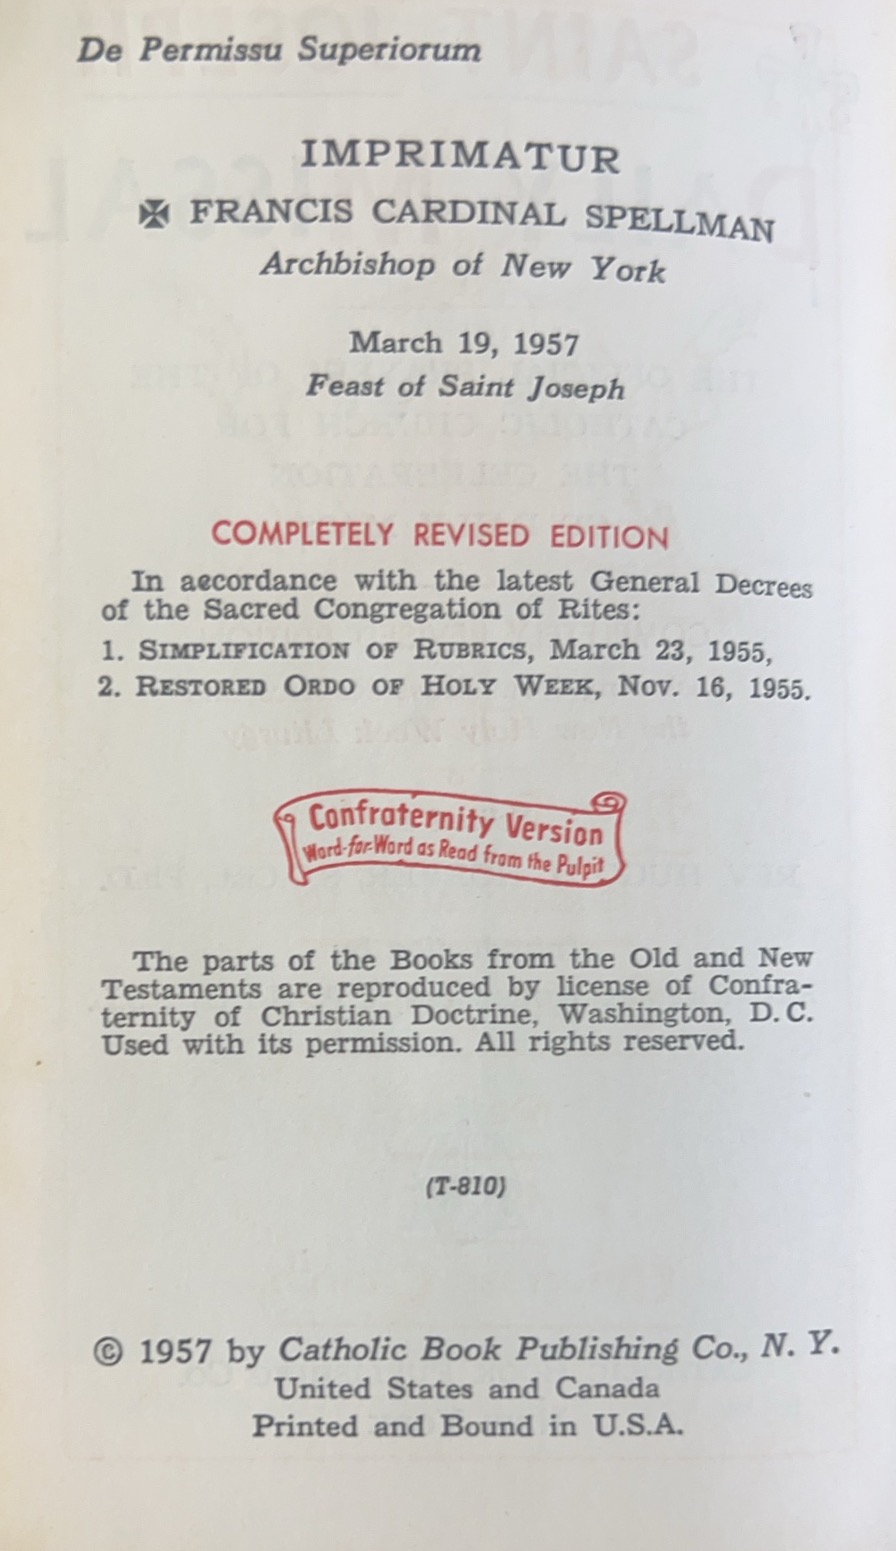 De Permissu Superiorum
IMPRIMATUR
✠ FRANCIS CARDINAL SPELLMAN
Archbishop of New York
March 19, 1957
Feast of Saint Joseph
COMPLETELY REVISED EDITION
In accordance with the latest General Decrees
of the Sacred Congregation of Rites:
1. SIMPLIFICATION OF RUBRICS, March 23, 1955,
2. RESTORED ORDO OF HOLY WEEK, Nov. 16, 1955.
Confraternity Version
Word-for-Word as Read from the Pulpit
The parts of the Books from the Old and New
Testaments are reproduced by license of Confra-
ternity of Christian Doctrine, Washington, D. C.
Used with its permission. All rights reserved.
(T-810)
© 1957 by Catholic Book Publishing Co., N. Y.
United States and Canada
Printed and Bound in U.S.A.